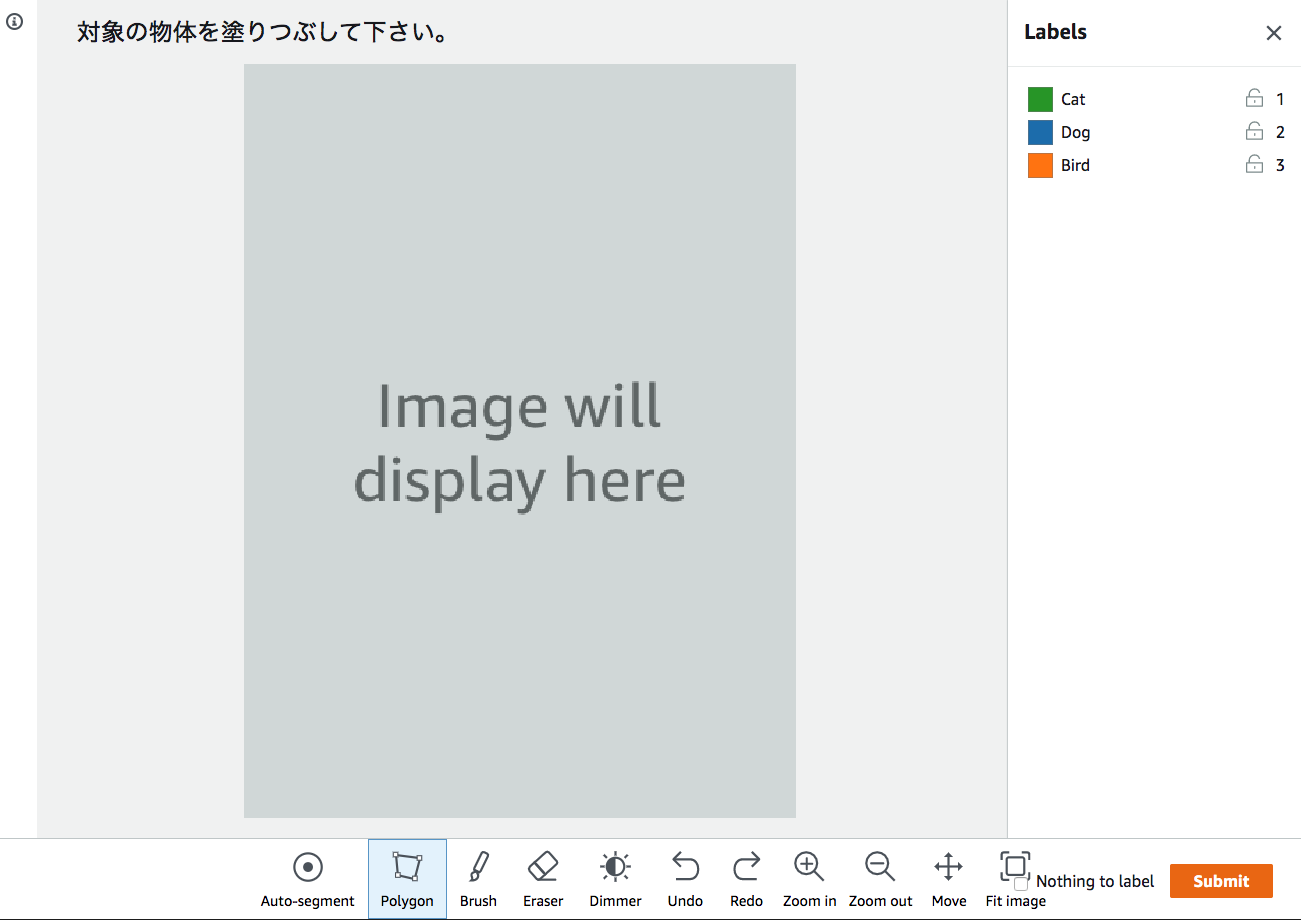 対象の物体を塗りつぶして下さい。
Image will
display here
Labels
Cat 1
Dog 2
Bird 3
Auto-segment Polygon Brush Eraser Dimmer Undo Redo Zoom in Zoom out Move Fit image
Nothing to label
Submit